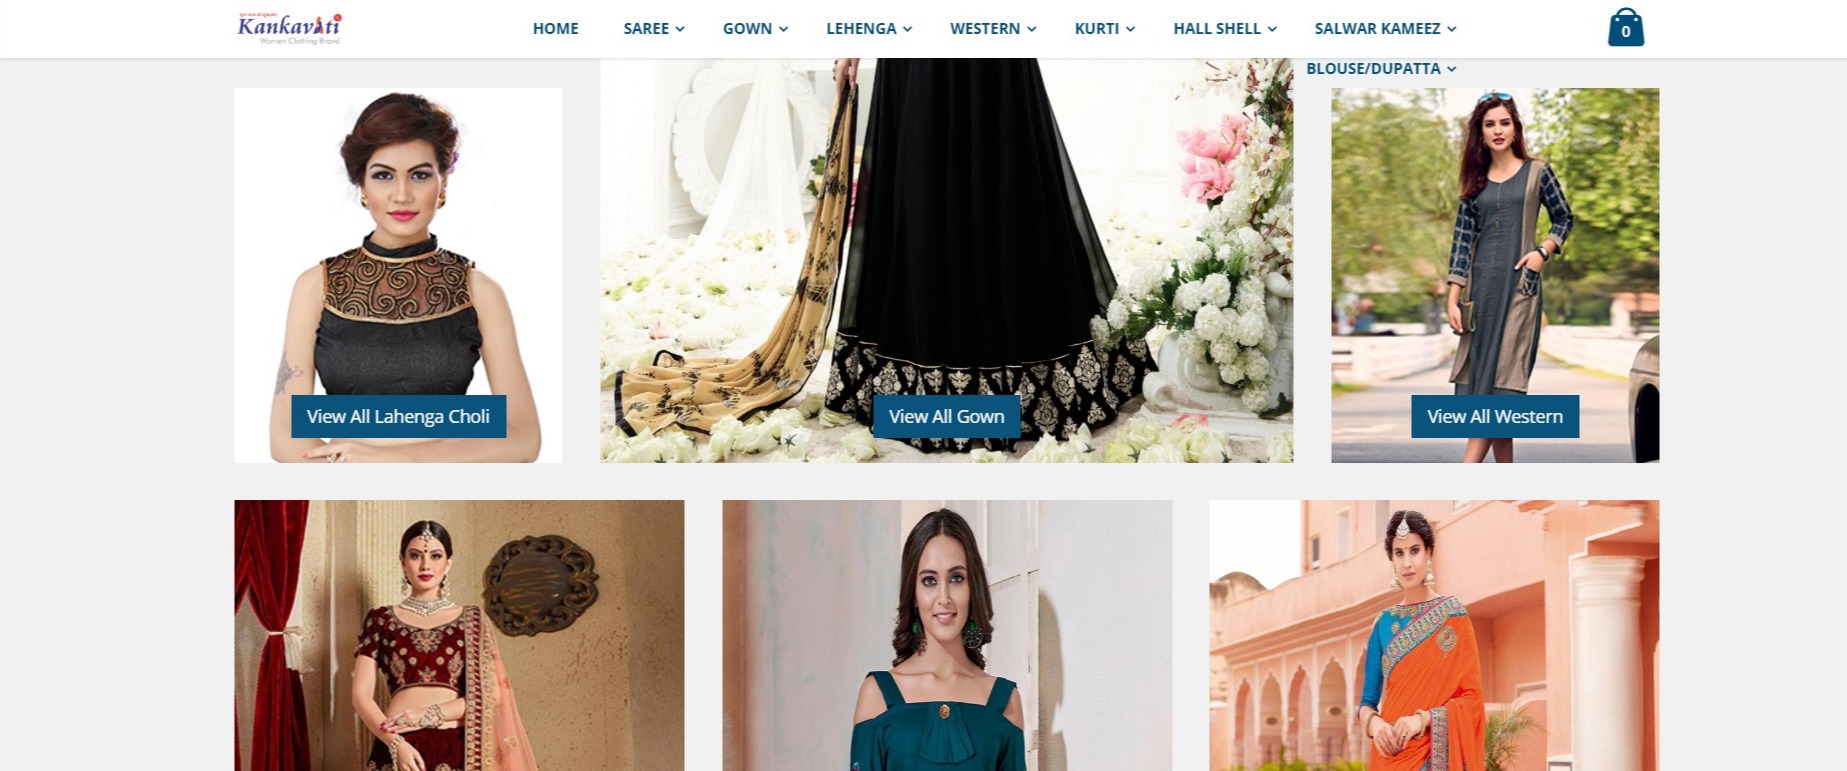 Kankavati
Women Clothing Brand
HOME
SAREE
GOWN
LEHENGA
WESTERN
KURTI
HALL SHELL
SALWAR KAMEEZ
0
BLOUSE/DUPATTA
View All Lahenga Choli
View All Gown
View All Western